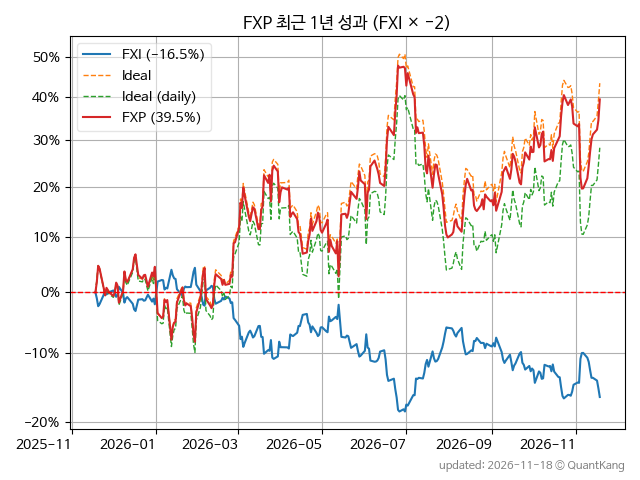 FXP 최근 1년 성과 (FXI × −2)
FXI (−16.5%)
Ideal
Ideal (daily)
FXP (39.5%)
50%
40%
30%
20%
10%
0%
−10%
−20%
2025-11 2026-01 2026-03 2026-05 2026-07 2026-09 2026-11
updated: 2026-11-18 © QuantKang